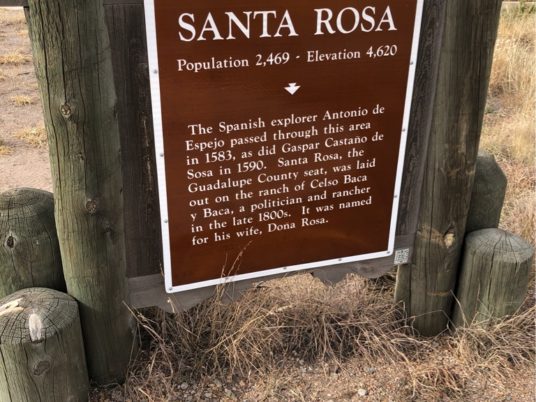 SANTA ROSA
Population 2,469 - Elevation 4,620
The Spanish explorer Antonio de
Espejo passed through this area
in 1583, as did Gaspar Castaño de
Sosa in 1590. Santa Rosa, the
Guadalupe County seat, was laid
out on the ranch of Celso Baca
y Baca, a politician and rancher
in the late 1800s. It was named
for his wife, Dona Rosa.